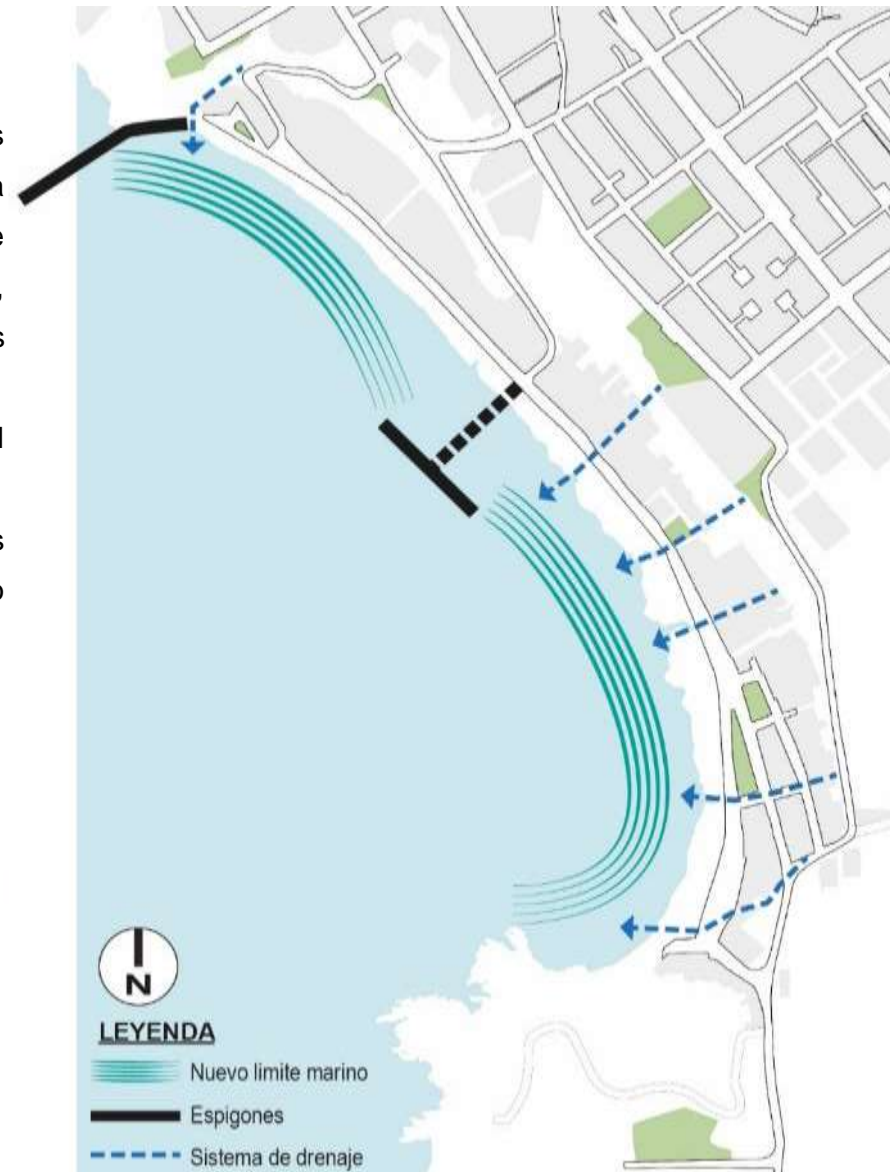 s
a
e
,
s
l
s
o
N
LEYENDA
Nuevo limite marino
Espigones
Sistema de drenaje